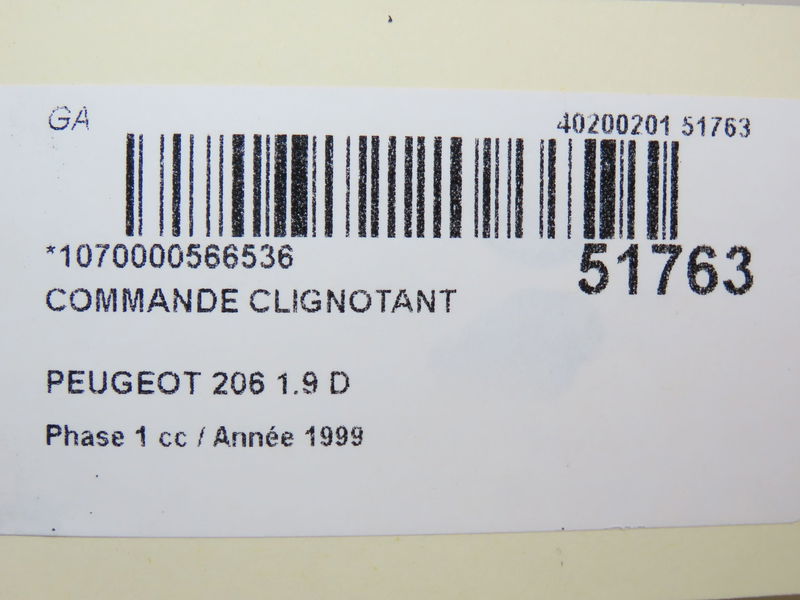 GA 40200201 51763
*1070000566536 51763
COMMANDE CLIGNOTANT
PEUGEOT 206 1.9 D
Phase 1 cc / Année 1999